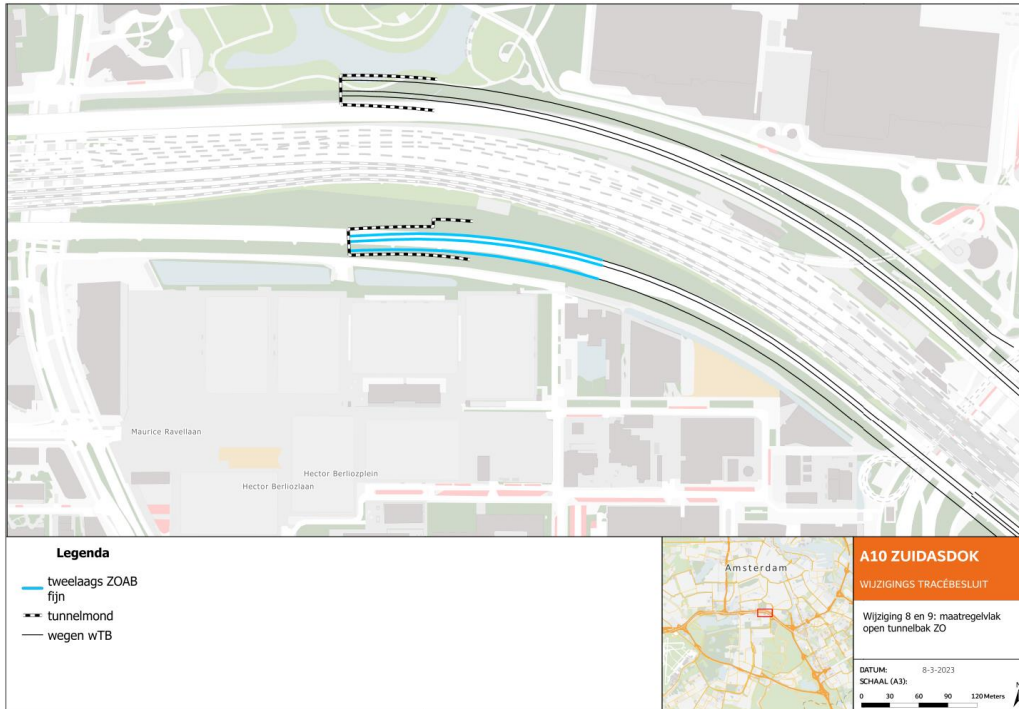 Maurice Ravellaan
Hector Berliozplein
Hector Berliozlaan
Legenda
tweelaags ZOAB
fijn
tunnelmond
wegen wTB
Amsterdam
A10 ZUIDASDOK
WIJZIGINGS TRACÉBESLUIT
Wijziging 8 en 9: maatregelvlak
open tunnelbak ZO
DATUM: 8-3-2023
SCHAAL (A3):
0 30 60 90 120 Meters
N